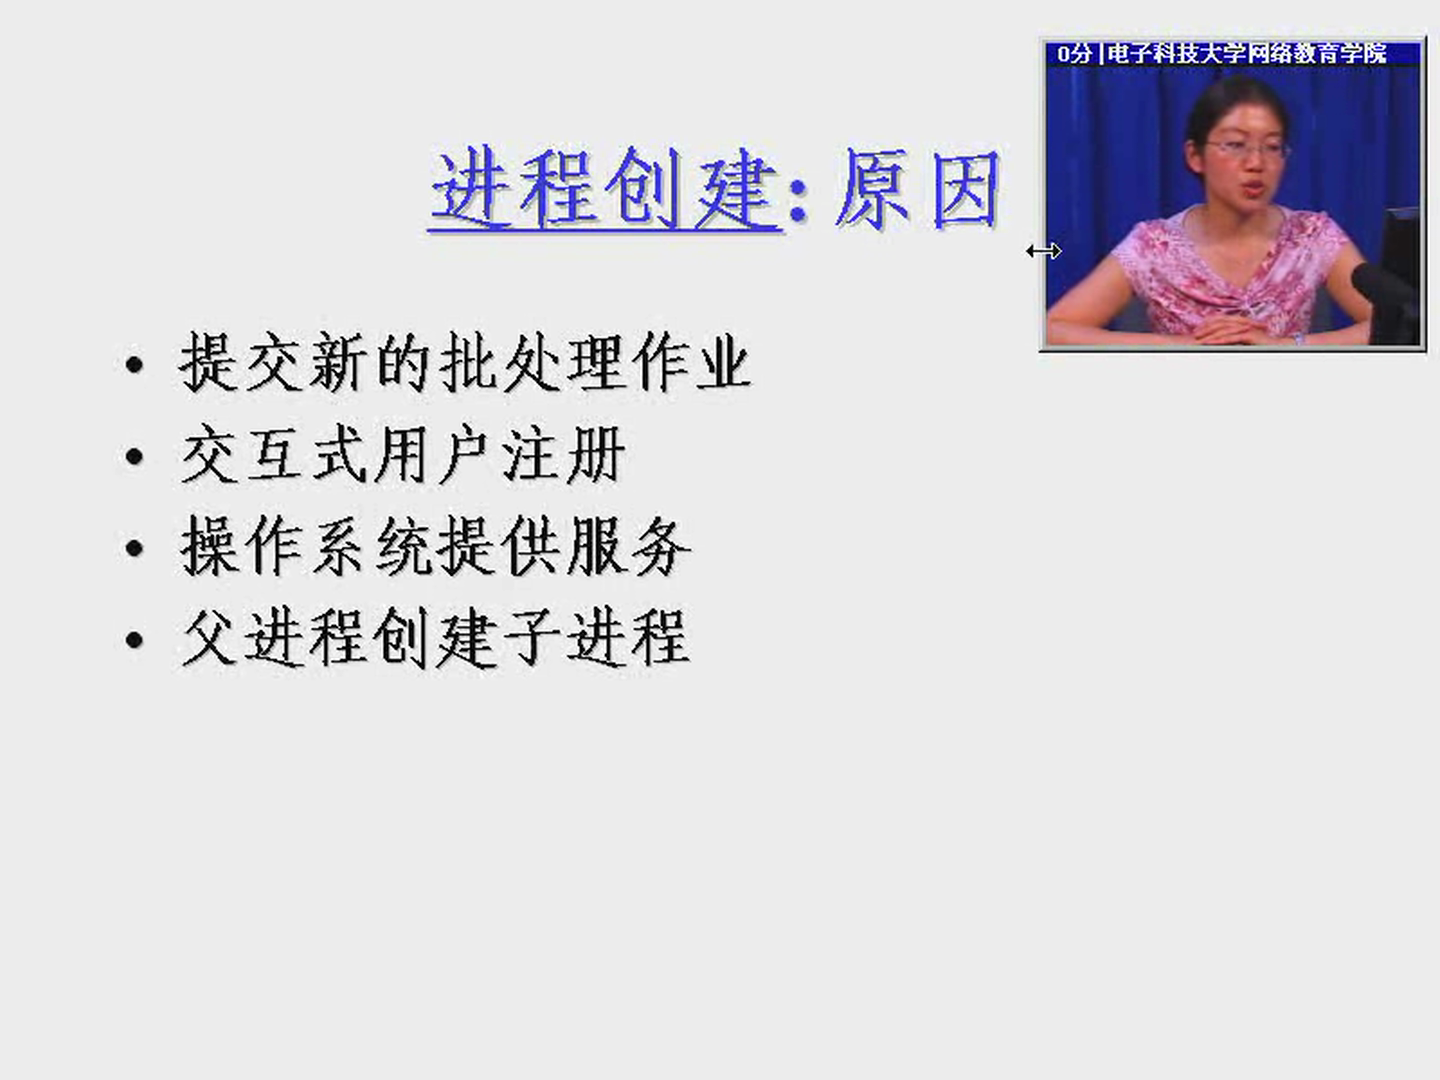 0分|电子科技大学网络教育学院
进程创建:原因
• 提交新的批处理作业
• 交互式用户注册
• 操作系统提供服务
• 父进程创建子进程